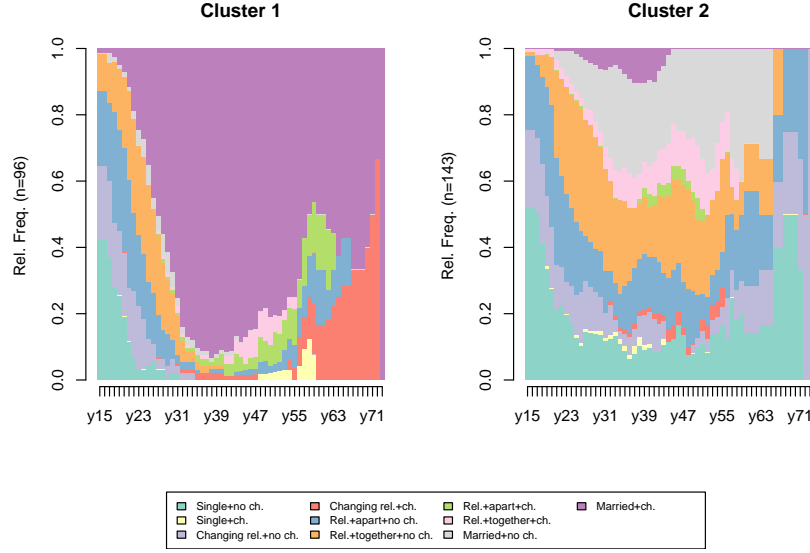 Cluster 1
Cluster 2
Rel. Freq. (n=96)
0.0 0.2 0.4 0.6 0.8 1.0
y15 y23 y31 y39 y47 y55 y63 y71
Rel. Freq. (n=143)
0.0 0.2 0.4 0.6 0.8 1.0
y15 y23 y31 y39 y47 y55 y63 y71
Single+no ch. Changing rel.+ch. Rel.+apart+ch. Married+ch.
Single+ch. Rel.+apart+no ch. Rel.+together+ch.
Changing rel.+no ch. Rel.+together+no ch. Married+no ch.